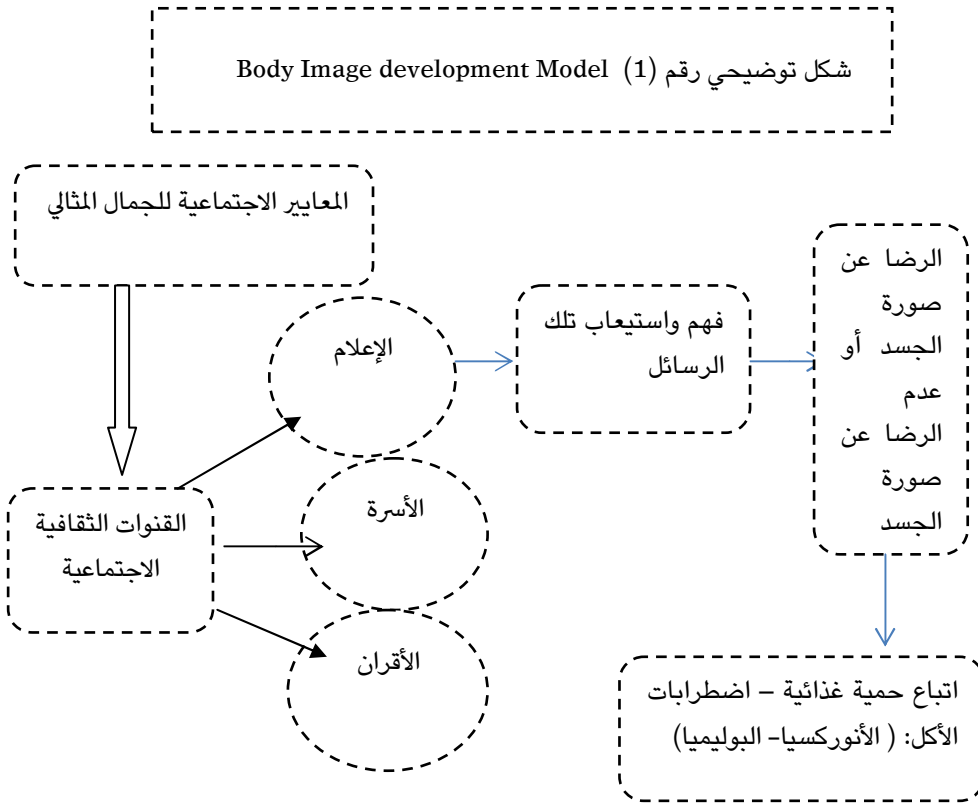 شكل توضيحي رقم (1) Body Image development Model
المعايير الاجتماعية للجمال المثالي
القنوات الثقافية
الاجتماعية
الإعلام
الأسرة
الأقران
فهم واستيعاب تلك
الرسائل
الرضا عن
صورة
الجسد أو
عدم
الرضا عن
صورة
الجسد
اتباع حمية غذائية – اضطرابات
الأكل: ( الأنوركسيا– البوليميا)